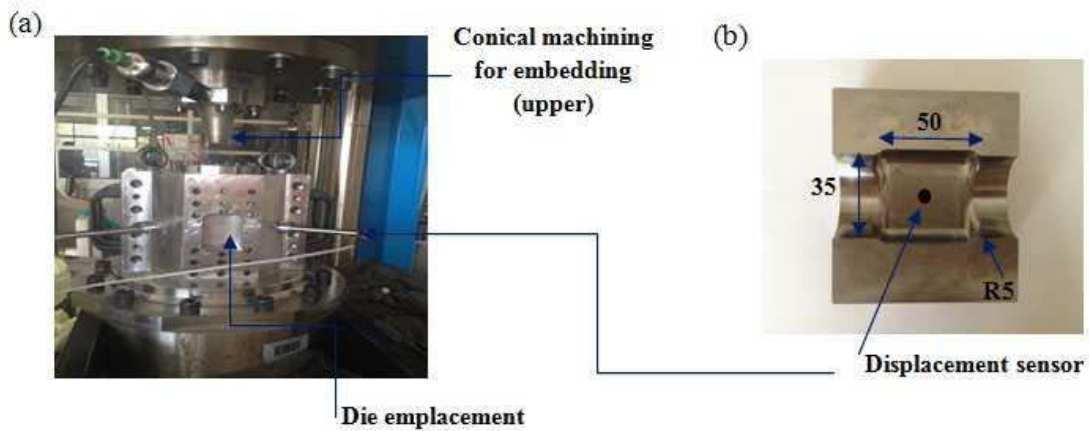 (a)
Conical machining
for embedding
(upper)
(b)
50
35
R5
Displacement sensor
Die emplacement